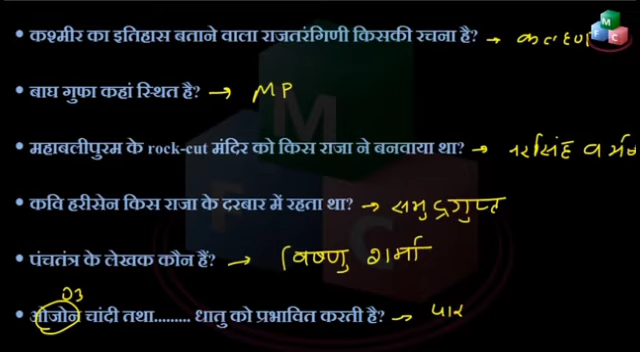 • कश्मीर का इतिहास बताने वाला राजतरंगिणी किसकी रचना है? → कल्हण
• बाघ गुफा कहां स्थित है? → MP
• महाबलीपुरम के rock-cut मंदिर को किस राजा ने बनवाया था? → नरसिंह वर्मन
• कवि हरीसेन किस राजा के दरबार में रहता था? → समुद्रगुप्त
• पंचतंत्र के लेखक कौन हैं? → विष्णु शर्मा
O3
• ओजोन चांदी तथा......... धातु को प्रभावित करती है? →